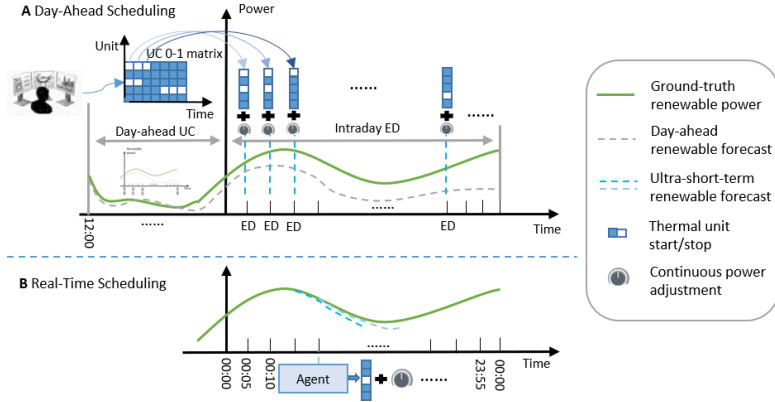 A Day-Ahead Scheduling
Power
Unit
UC 0-1 matrix
Time
Day-ahead UC
Intraday ED
......
......
......
......
ED
ED
ED
ED
Time
12:00
Ground-truth
renewable power
Day-ahead
renewable forecast
Ultra-short-term
renewable forecast
Thermal unit
start/stop
Continuous power
adjustment
B Real-Time Scheduling
......
Time
00:00
00:05
00:10
23:55
00:00
Agent
......